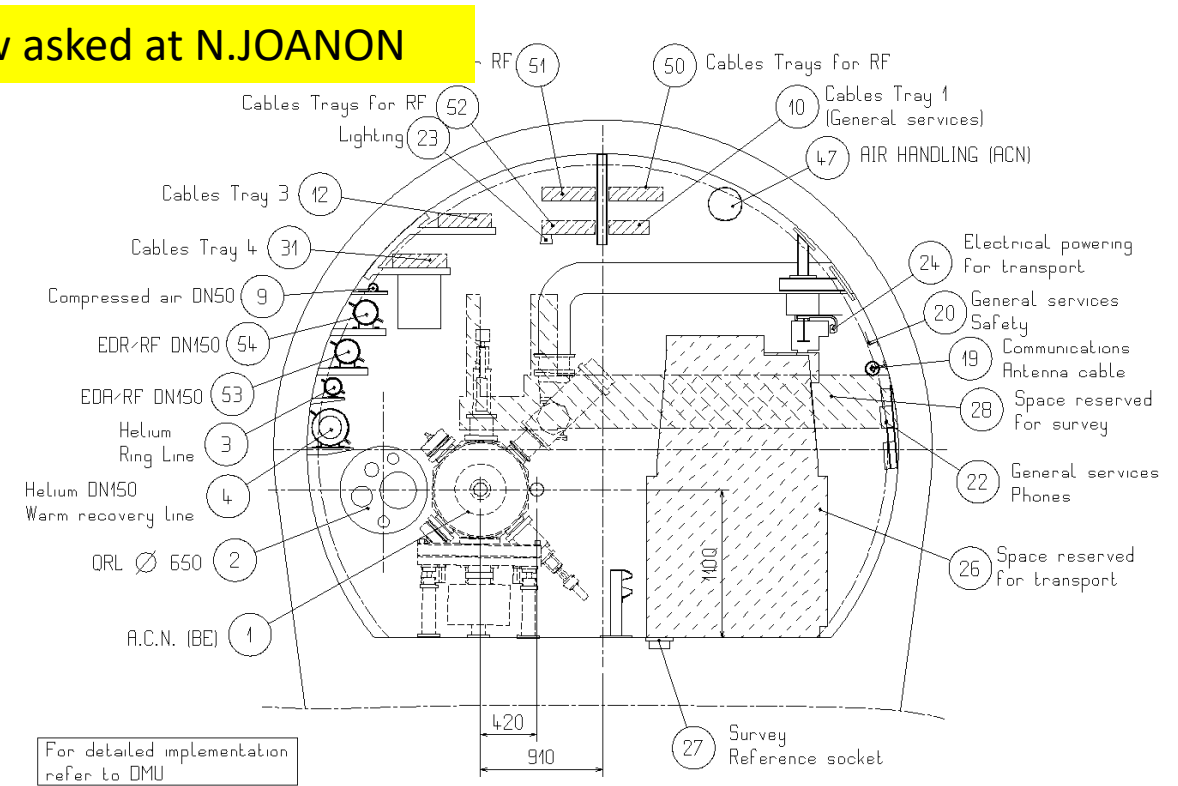 asked at N.JOANON
RF 51
50 Cables Trays for RF
Cables Trays for RF 52
10 Cables Tray 1
(General services)
Lighting 23
47 AIR HANDLING (ACN)
Cables Tray 3 12
Cables Tray 4 31
24 Electrical powering
for transport
Compressed air DN50 9
20 General services
Safety
EDR/RF DN150 54
19 Communications
Antenna cable
EDA/RF DN150 53
28 Space reserved
for survey
Helium
Ring Line 3
22 General services
Phones
Helium DN150
Warm recovery line 4
QRL Ø 650 2
1100
26 Space reserved
for transport
A.C.N. (BE) 1
420
910
27 Survey
Reference socket
For detailed implementation
refer to DMU